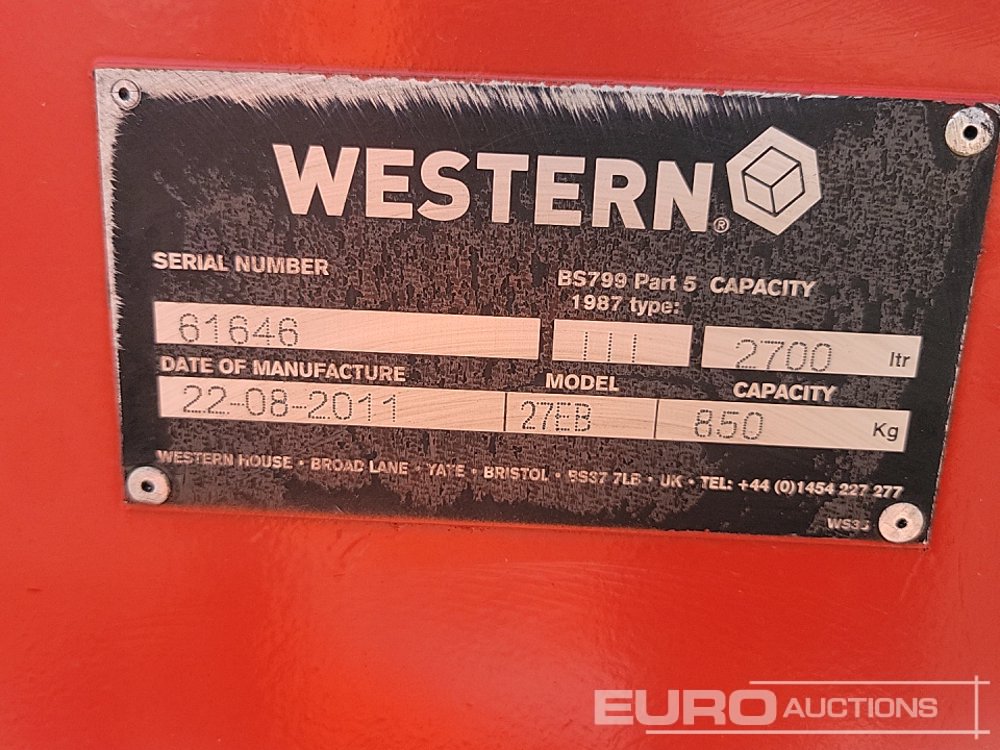 WESTERN®
SERIAL NUMBER BS799 Part 5 CAPACITY
1987 type:
61646 III 2700 ltr
DATE OF MANUFACTURE MODEL CAPACITY
22-08-2011 27EB 850 Kg
WESTERN HOUSE • BROAD LANE • YATE • BRISTOL • BS37 7LB • UK • TEL: +44 (0)1454 227 277
EURO AUCTIONS